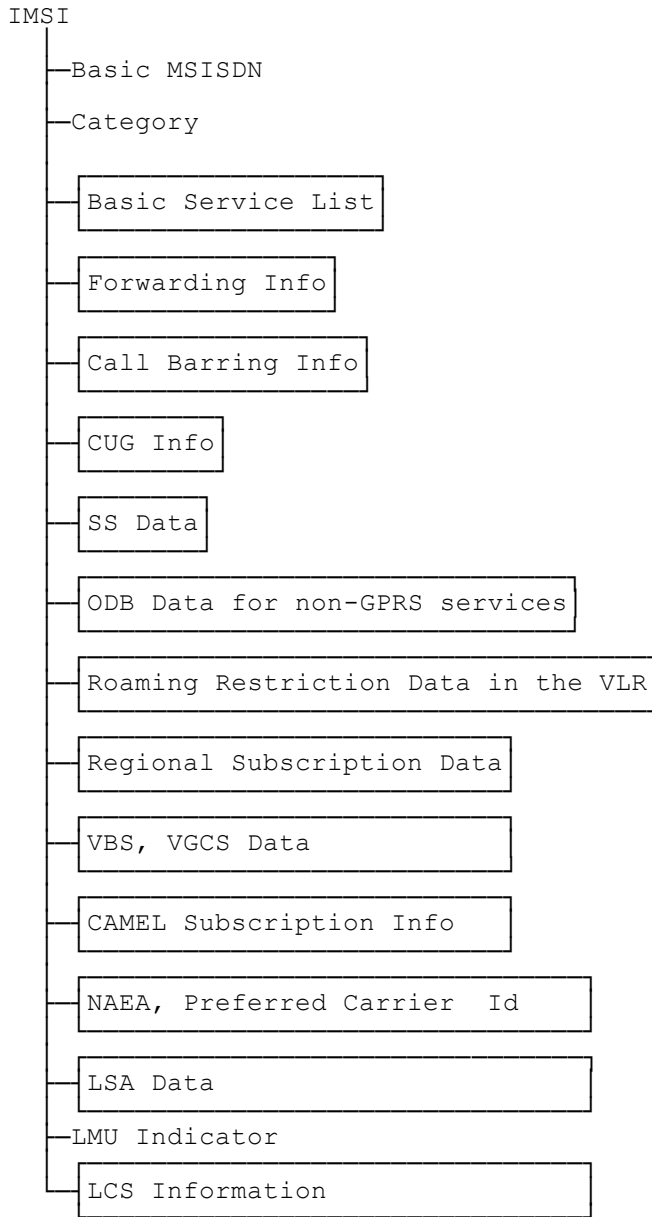 IMSI
Basic MSISDN
Category
Basic Service List
Forwarding Info
Call Barring Info
CUG Info
SS Data
ODB Data for non-GPRS services
Roaming Restriction Data in the VLR
Regional Subscription Data
VBS, VGCS Data
CAMEL Subscription Info
NAEA, Preferred Carrier  Id
LSA Data
LMU Indicator
LCS Information